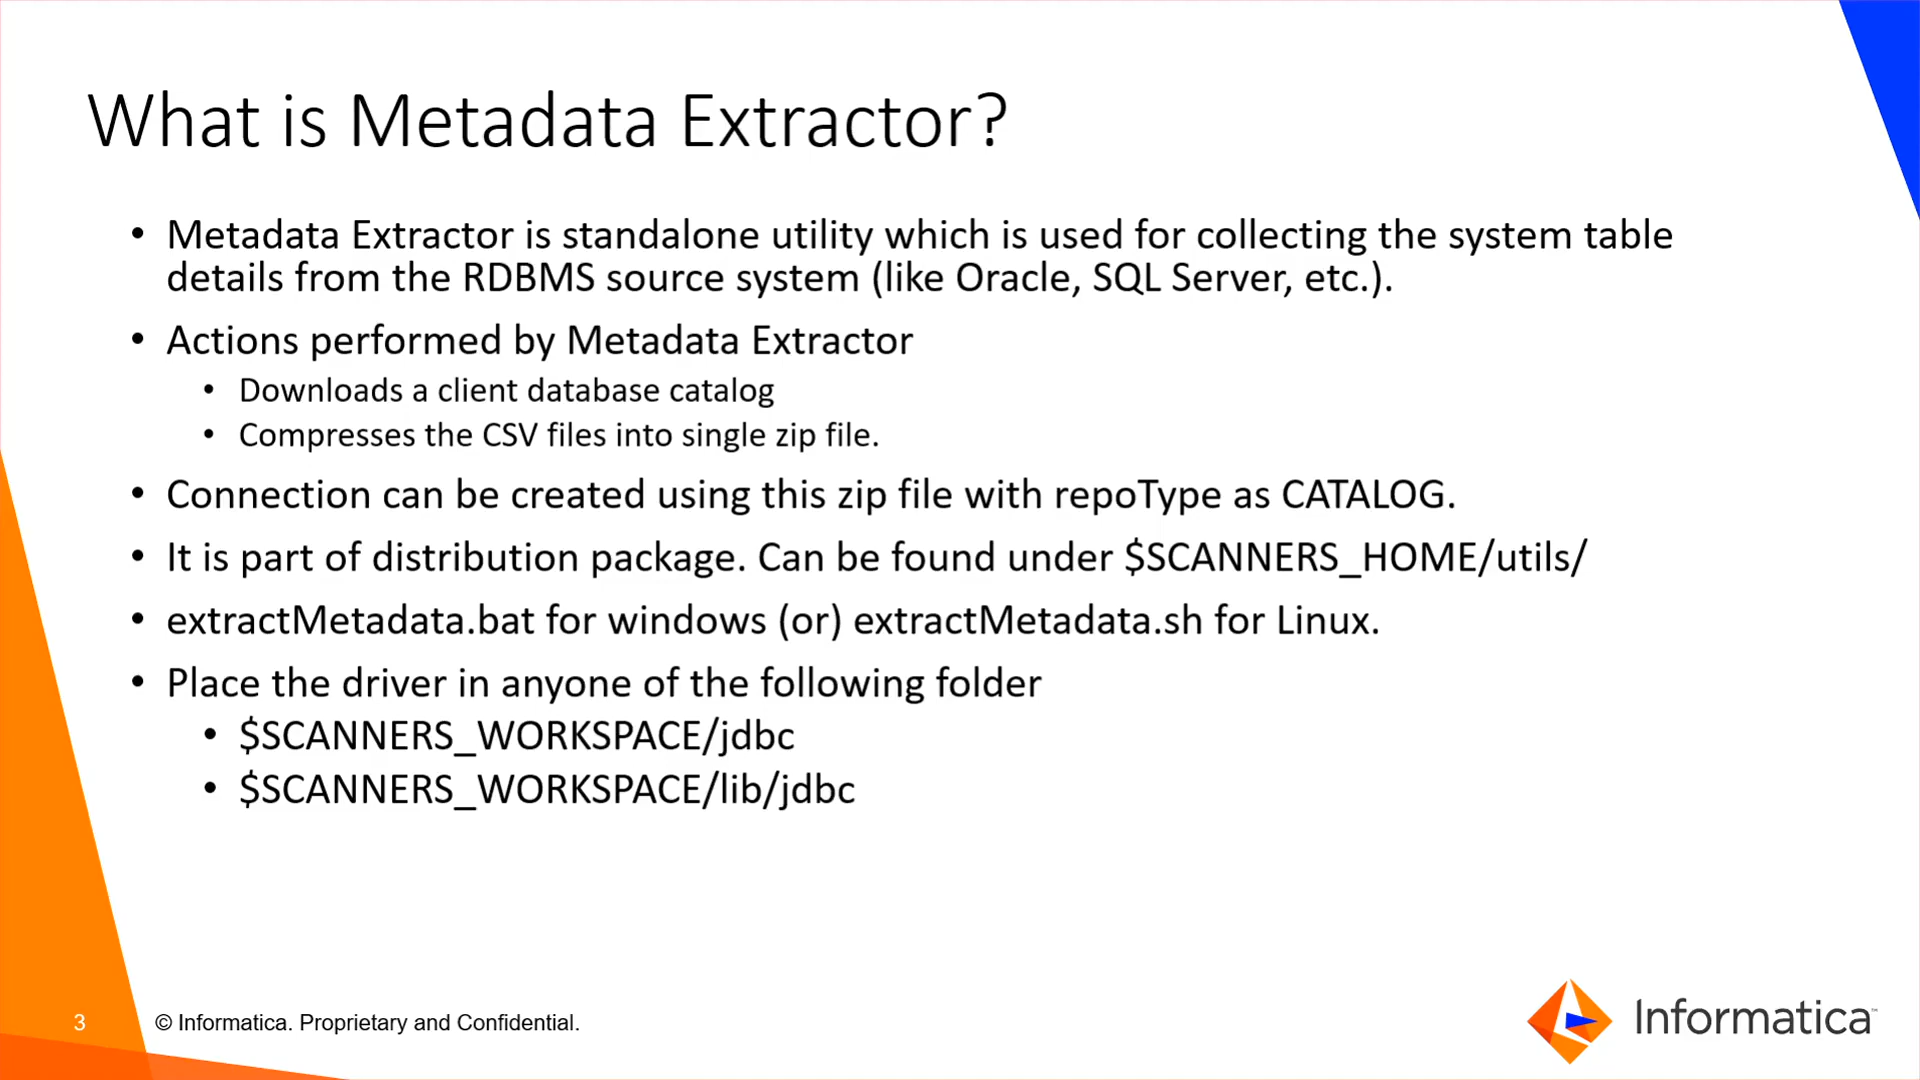 What is Metadata Extractor?
• Metadata Extractor is standalone utility which is used for collecting the system table
details from the RDBMS source system (like Oracle, SQL Server, etc.).
• Actions performed by Metadata Extractor
• Downloads a client database catalog
• Compresses the CSV files into single zip file.
• Connection can be created using this zip file with repoType as CATALOG.
• It is part of distribution package. Can be found under $SCANNERS_HOME/utils/
• extractMetadata.bat for windows (or) extractMetadata.sh for Linux.
• Place the driver in anyone of the following folder
• $SCANNERS_WORKSPACE/jdbc
• $SCANNERS_WORKSPACE/lib/jdbc
3
© Informatica. Proprietary and Confidential.
Informatica™